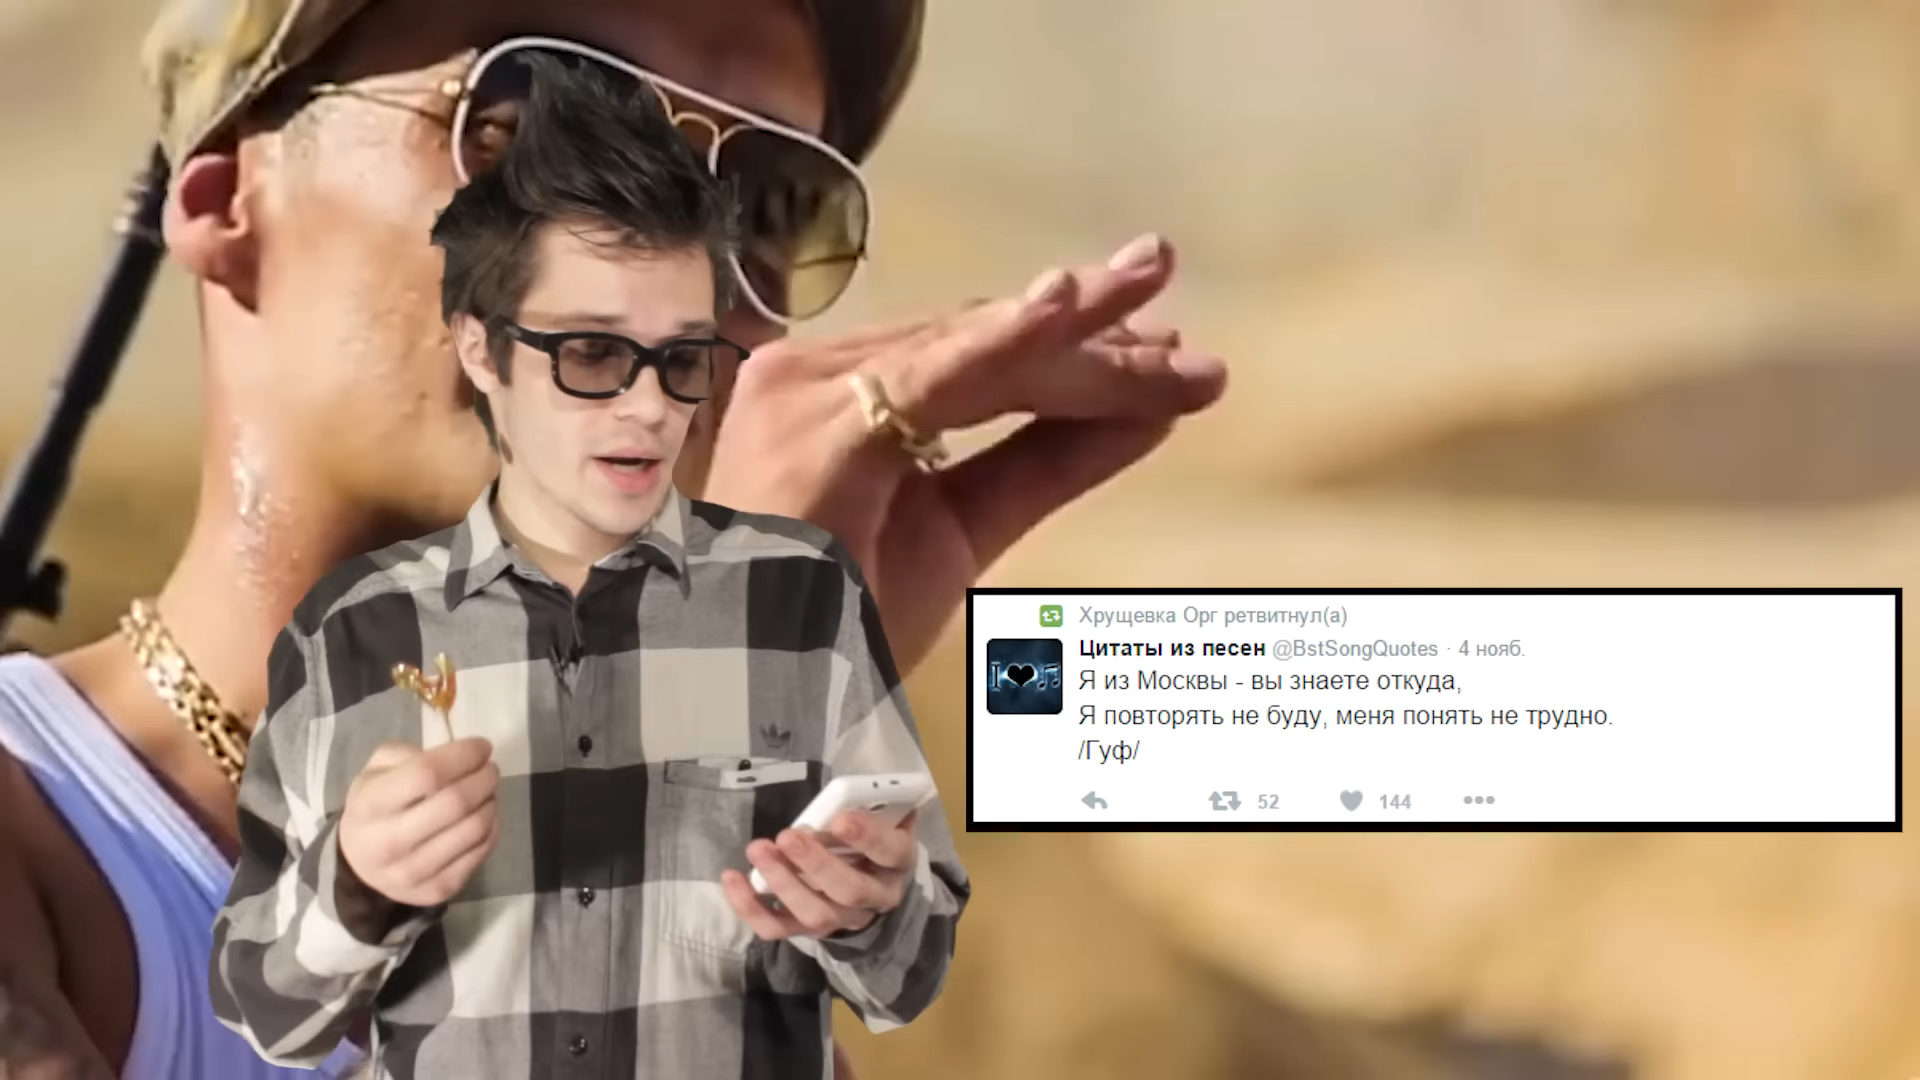 Хрущевка Орг ретвитнул(а)
Цитаты из песен @BstSongQuotes · 4 нояб.
Я из Москвы - вы знаете откуда,
Я повторять не буду, меня понять не трудно.
/Гуф/
52 144